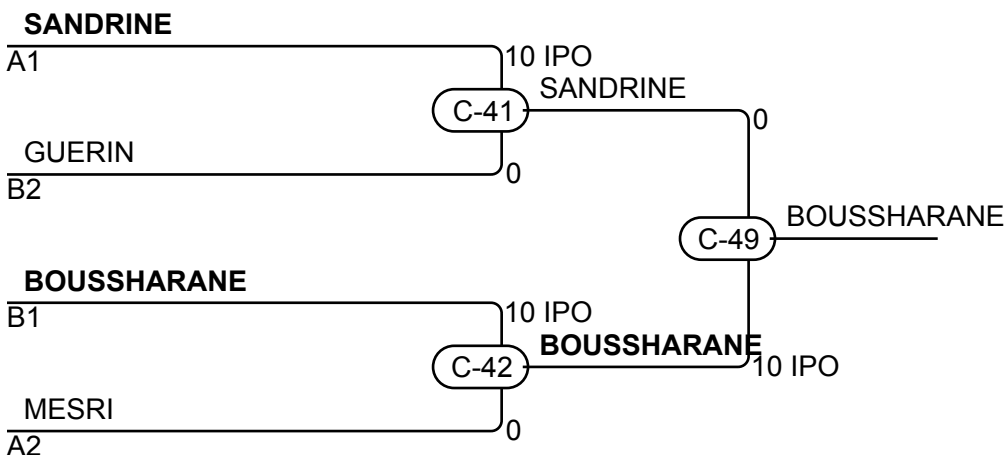 SANDRINE
A1
10 IPO
C-41
SANDRINE
0
GUERIN
B2
0
C-49
BOUSSHARANE
BOUSSHARANE
B1
10 IPO
C-42
BOUSSHARANE
10 IPO
MESRI
A2
0